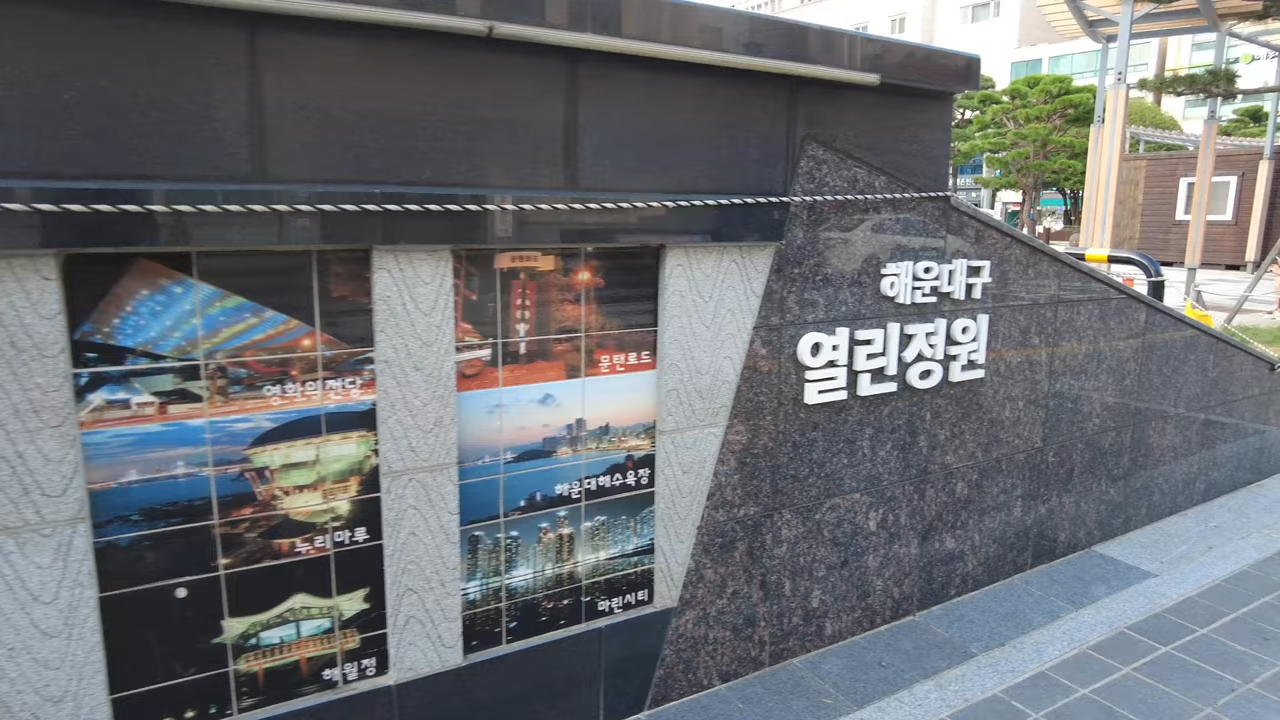 해운대구
열린정원
영화의전당
누리마루
해월정
문탠로드
해운대해수욕장
마린시티